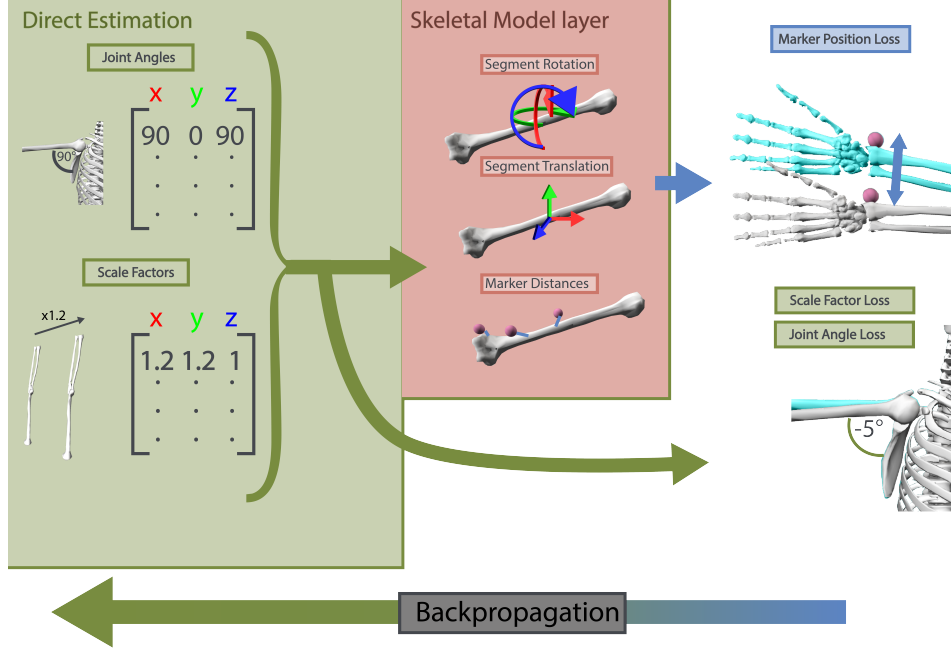 Direct Estimation
Joint Angles
x y z
90 0 90
90°
Scale Factors
x1.2
x y z
1.2 1.2 1
Skeletal Model layer
Segment Rotation
Segment Translation
Marker Distances
Marker Position Loss
Scale Factor Loss
Joint Angle Loss
-5°
Backpropagation